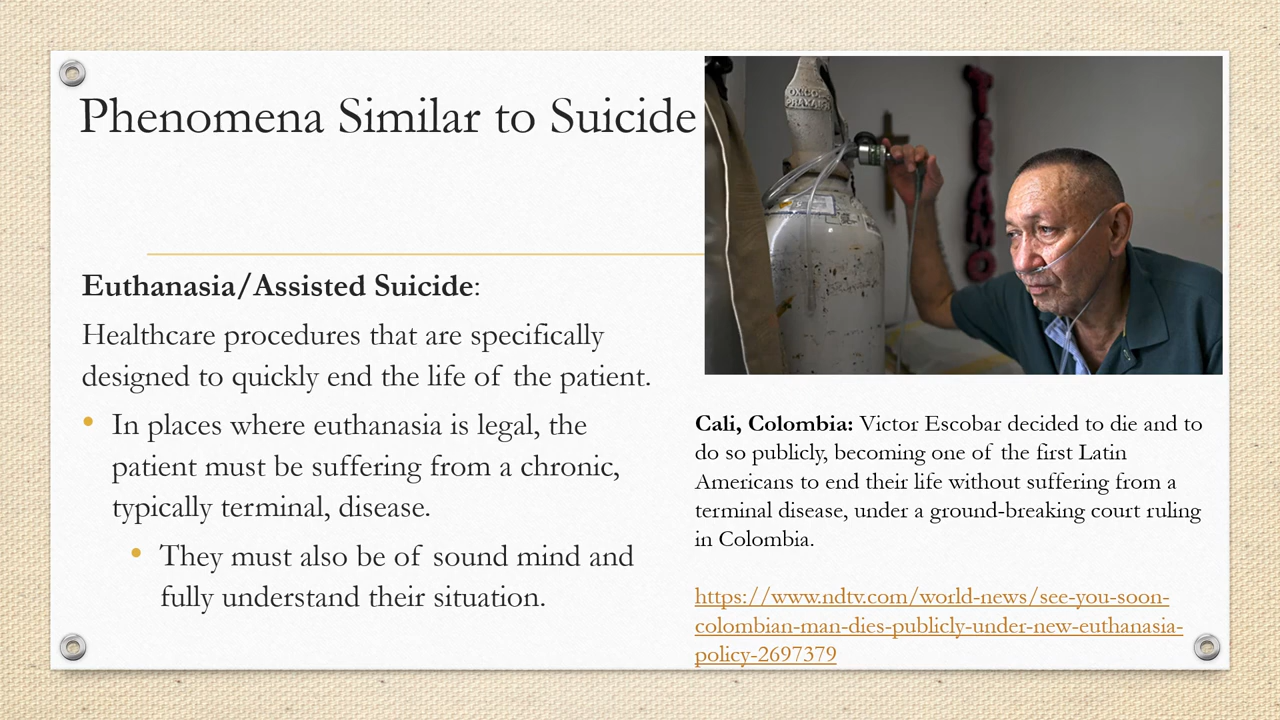 Phenomena Similar to Suicide
OXICO
PHARMA
TEAMO
Euthanasia/Assisted Suicide:
Healthcare procedures that are specifically
designed to quickly end the life of the patient.
• In places where euthanasia is legal, the
patient must be suffering from a chronic,
typically terminal, disease.
• They must also be of sound mind and
fully understand their situation.
Cali, Colombia: Victor Escobar decided to die and to
do so publicly, becoming one of the first Latin
Americans to end their life without suffering from a
terminal disease, under a ground-breaking court ruling
in Colombia.
https://www.ndtv.com/world-news/see-you-soon-
colombian-man-dies-publicly-under-new-euthanasia-
policy-2697379